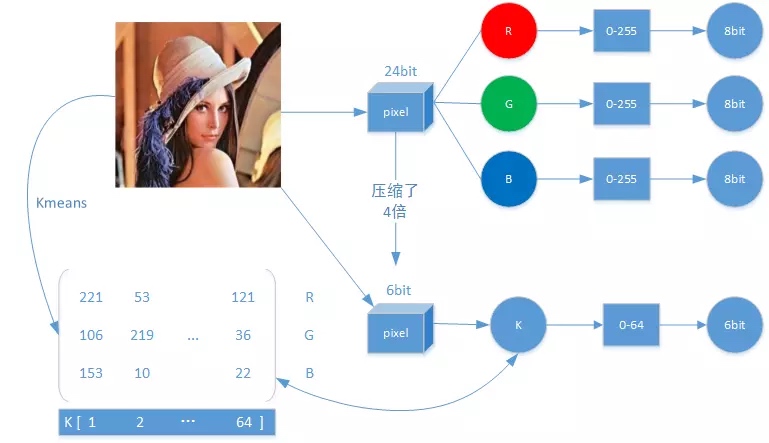 R
0-255
8bit
24bit
pixel
G
0-255
8bit
B
0-255
8bit
压缩了
4倍
Kmeans
6bit
pixel
K
0-64
6bit
221 53 121 R
106 219 ... 36 G
153 10 22 B
K [ 1 2 ··· 64 ]